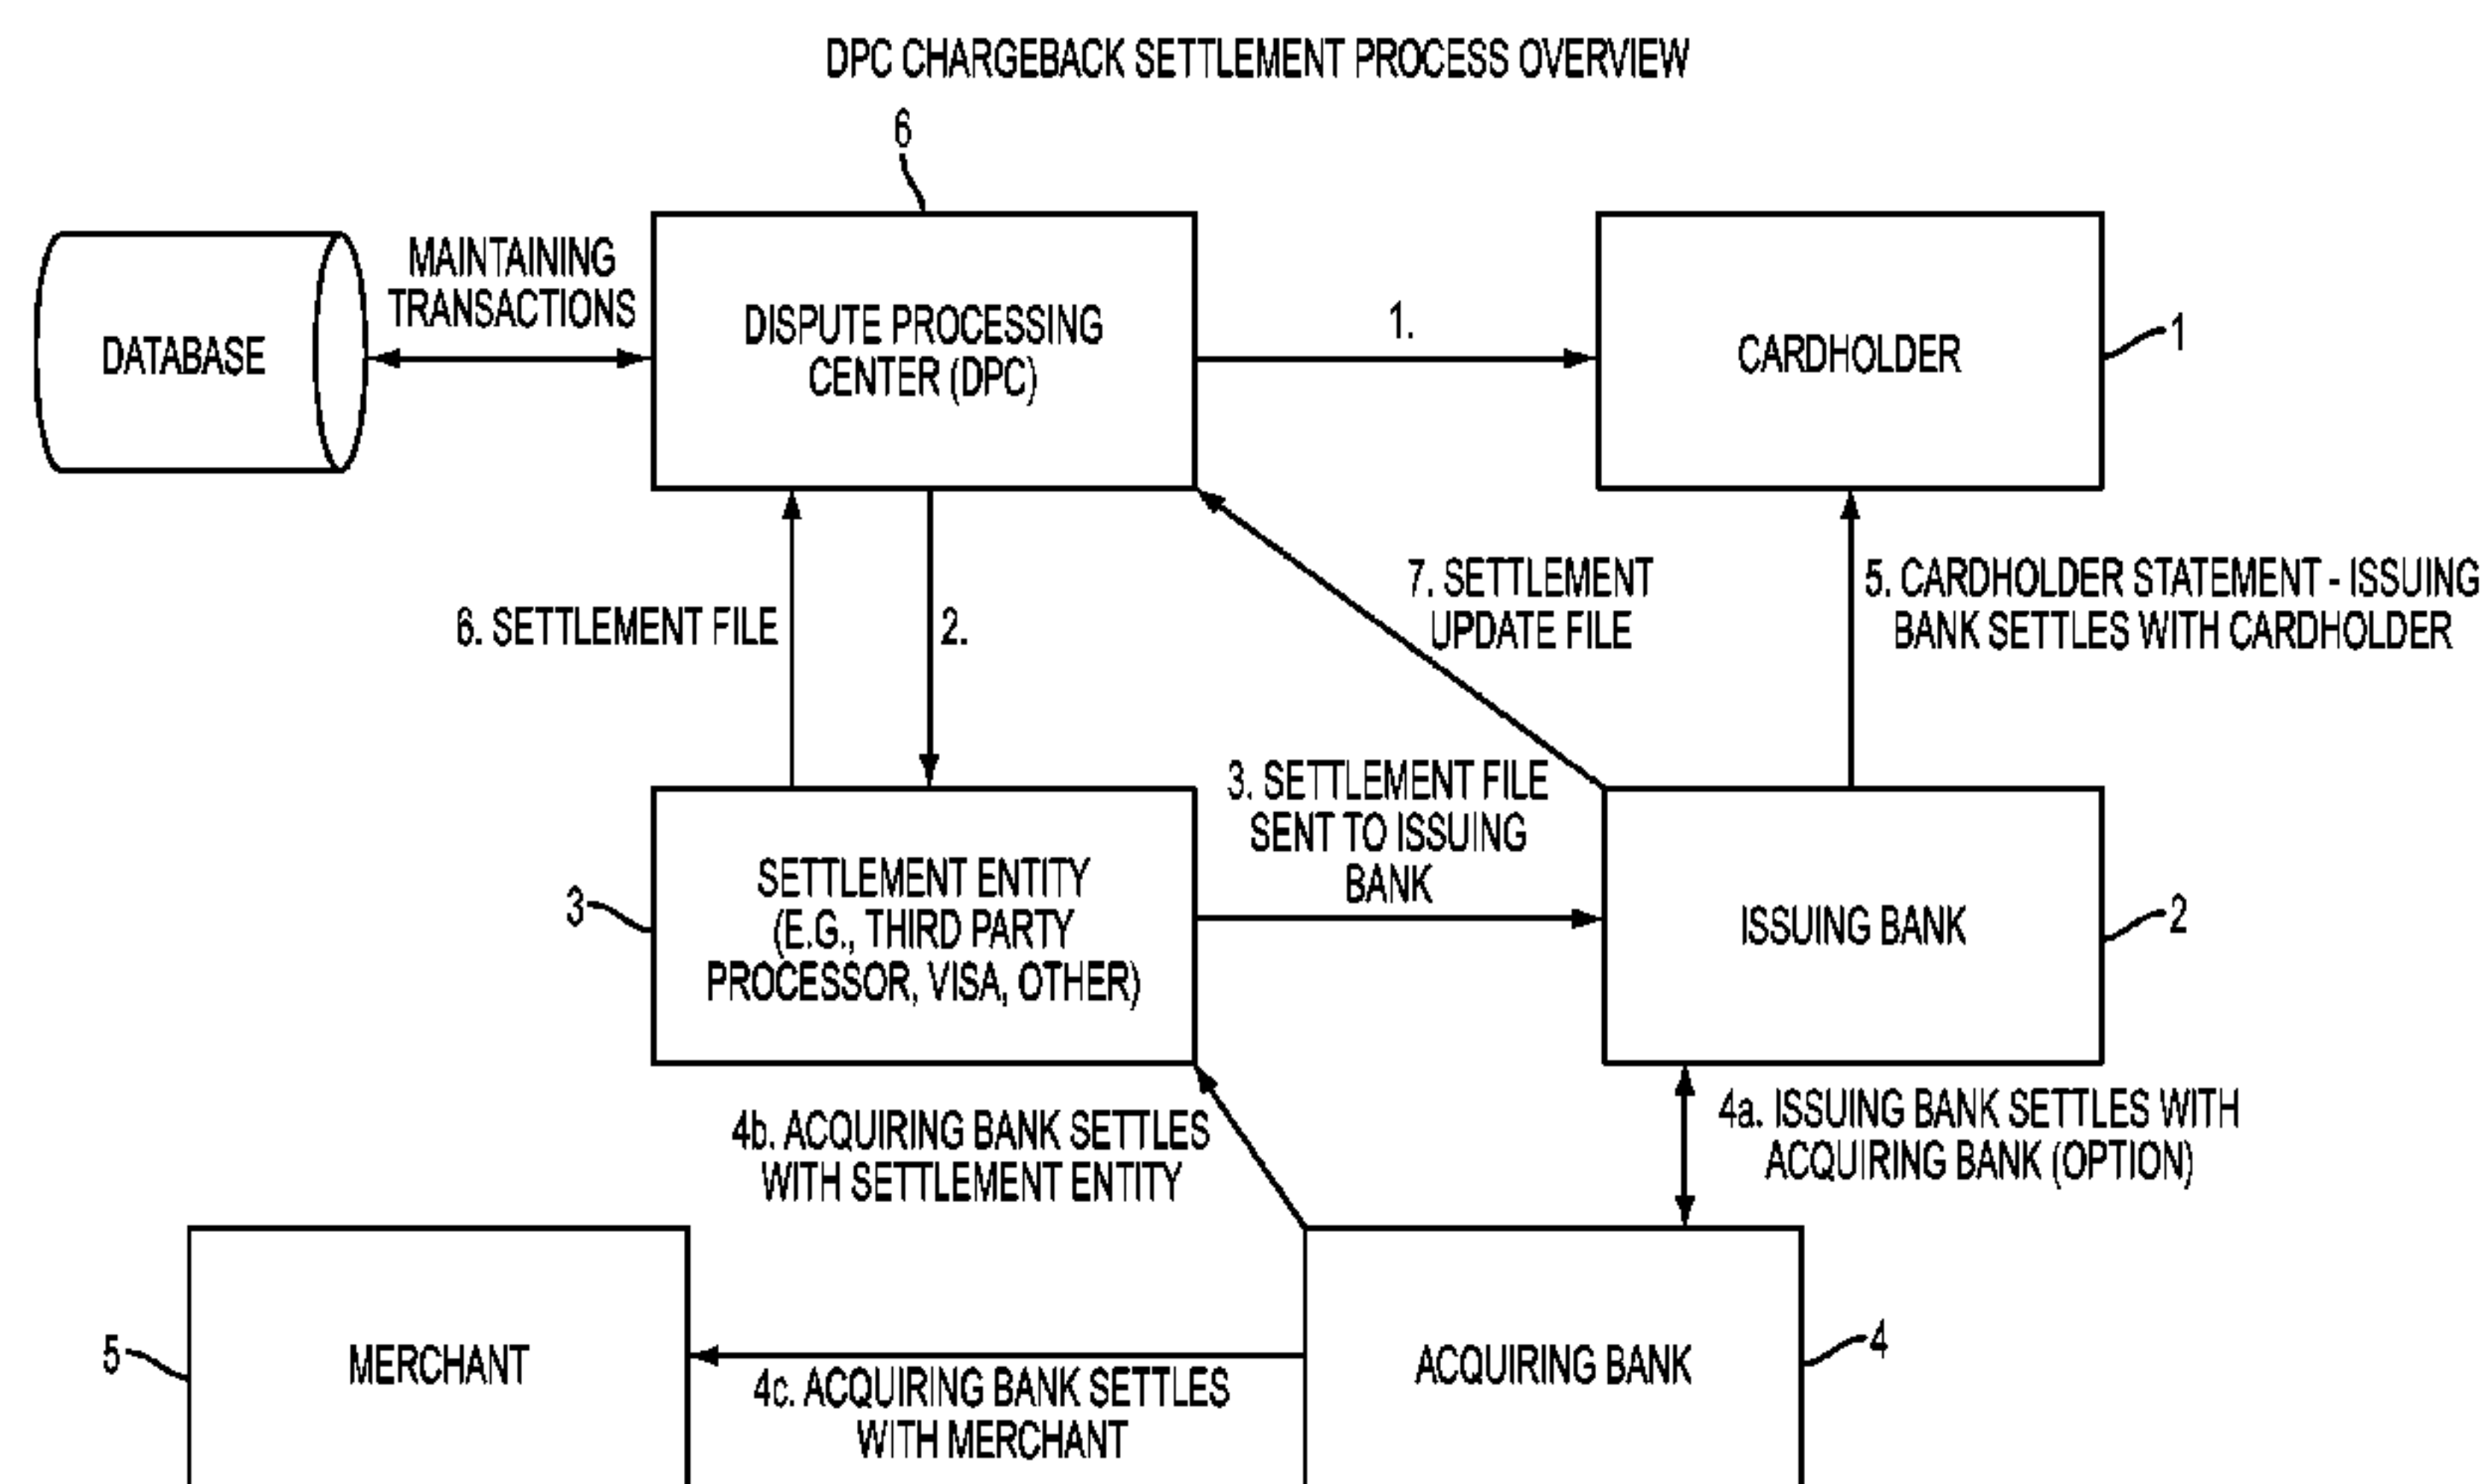 DPC CHARGEBACK SETTLEMENT PROCESS OVERVIEW
6
MAINTAINING
TRANSACTIONS
DATABASE
DISPUTE PROCESSING
CENTER (DPC)
1.
CARDHOLDER
1
6. SETTLEMENT FILE
2.
7. SETTLEMENT
UPDATE FILE
5. CARDHOLDER STATEMENT - ISSUING
BANK SETTLES WITH CARDHOLDER
3. SETTLEMENT FILE
SENT TO ISSUING
BANK
3
SETTLEMENT ENTITY
(E.G., THIRD PARTY
PROCESSOR, VISA, OTHER)
ISSUING BANK
2
4b. ACQUIRING BANK SETTLES
WITH SETTLEMENT ENTITY
4a. ISSUING BANK SETTLES WITH
ACQUIRING BANK (OPTION)
5
MERCHANT
4c. ACQUIRING BANK SETTLES
WITH MERCHANT
ACQUIRING BANK
4